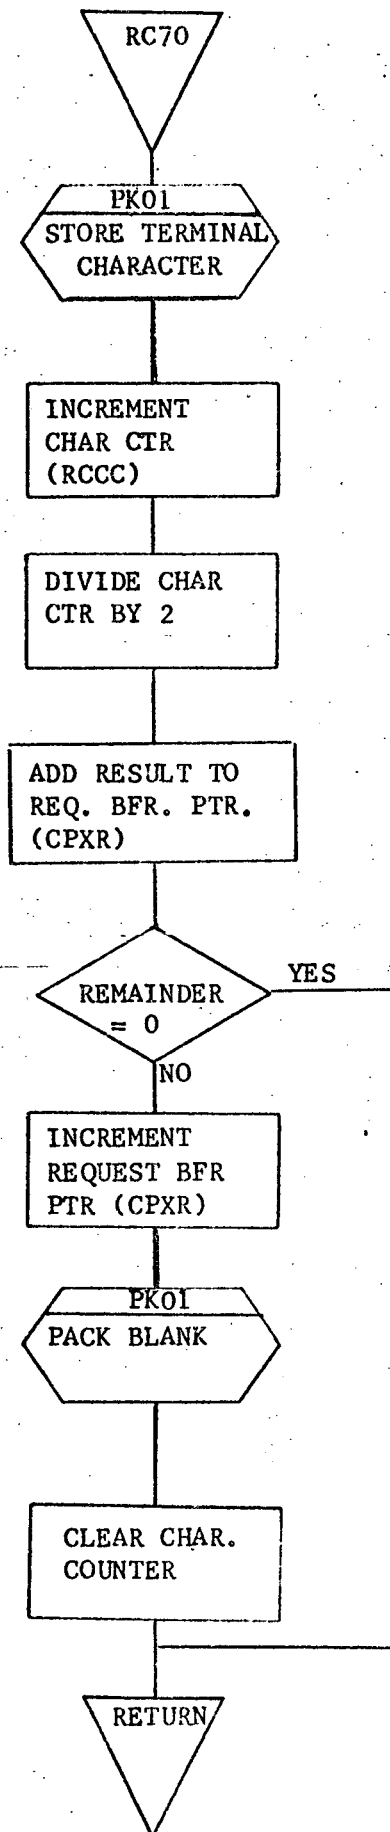 RC70
PK01
STORE TERMINAL
CHARACTER
INCREMENT
CHAR CTR
(RCCC)
DIVIDE CHAR
CTR BY 2
ADD RESULT TO
REQ. BFR. PTR.
(CPXR)
REMAINDER
= 0
YES
NO
INCREMENT
REQUEST BFR
PTR (CPXR)
PK01
PACK BLANK
CLEAR CHAR.
COUNTER
RETURN